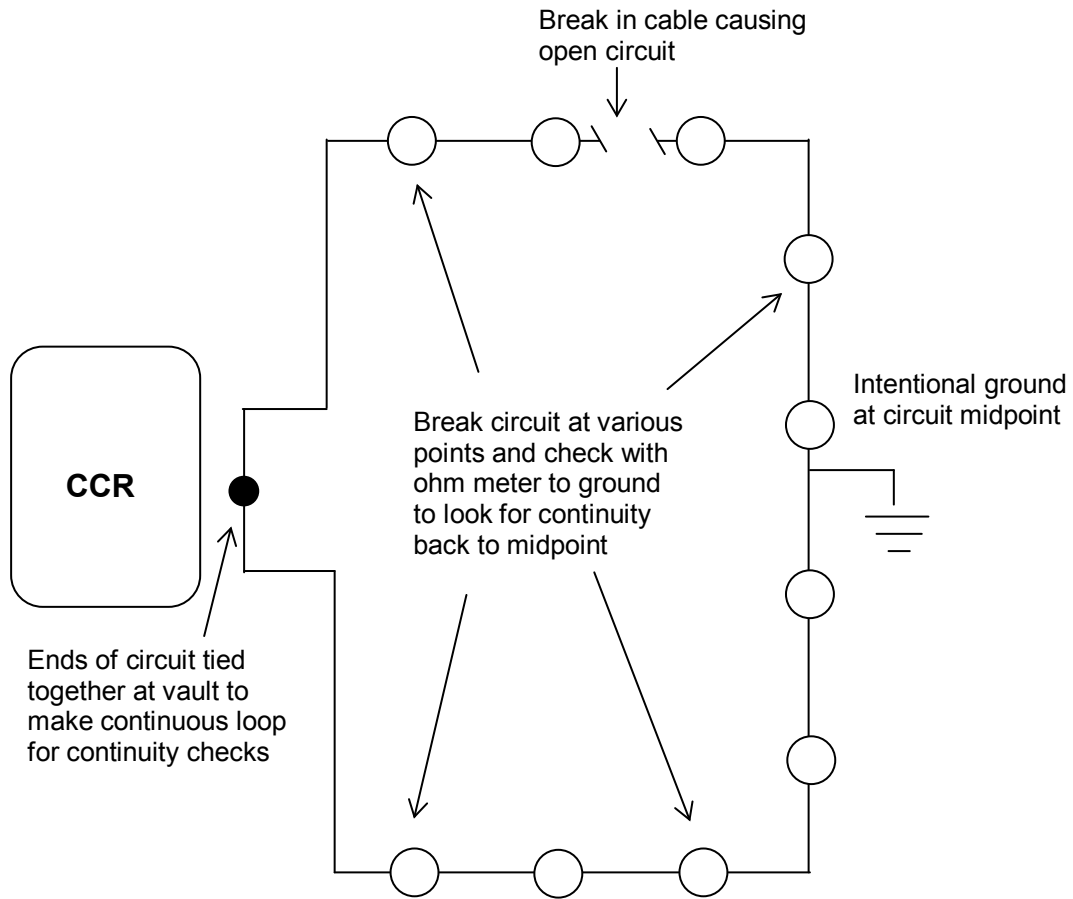 Break in cable causing
open circuit
Intentional ground
at circuit midpoint
Break circuit at various
points and check with
ohm meter to ground
to look for continuity
back to midpoint
CCR
Ends of circuit tied
together at vault to
make continuous loop
for continuity checks